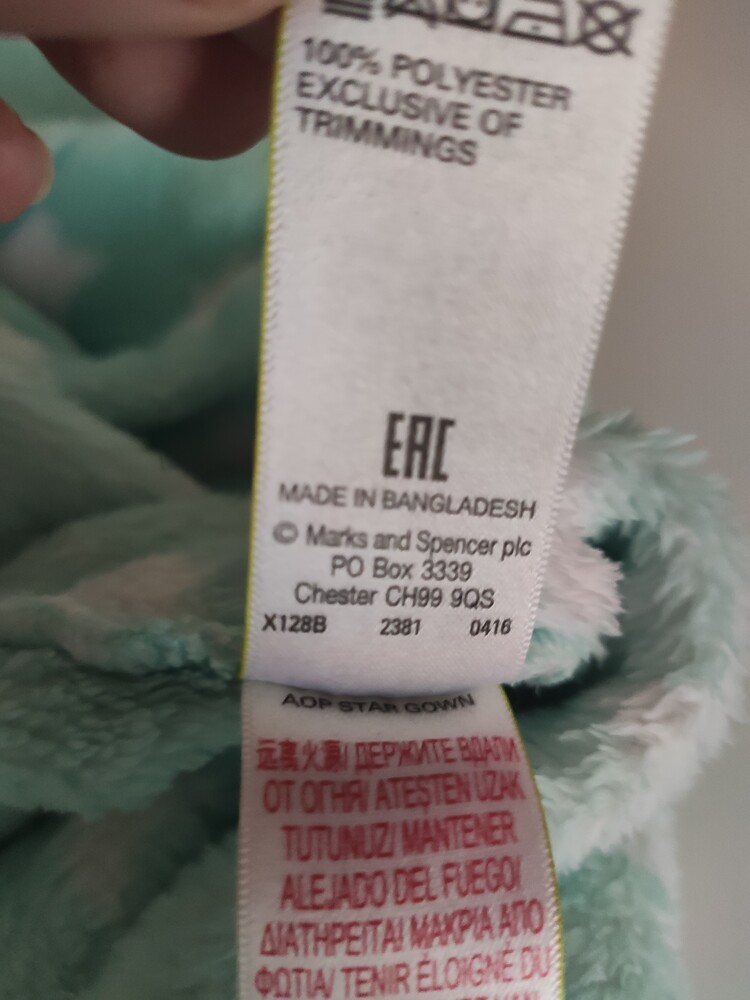 100% POLYESTER
EXCLUSIVE OF
TRIMMINGS
EAC
MADE IN BANGLADESH
© Marks and Spencer plc
PO Box 3339
Chester CH99 9QS
X128B 2381 0416
AOP STAR GOWN
远离火源/ ДЕРЖИТЕ ВДАЛИ
ОТ ОГНЯ/ ATEŞTEN UZAK
TUTUNUZ/ MANTENER
ALEJADO DEL FUEGO/
ΔΙΑΤΗΡΕΙΤΑΙ ΜΑΚΡΙΑ ΑΠΟ
ΦΩΤΙΑ/ TENIR ÉLOIGNÉ DU